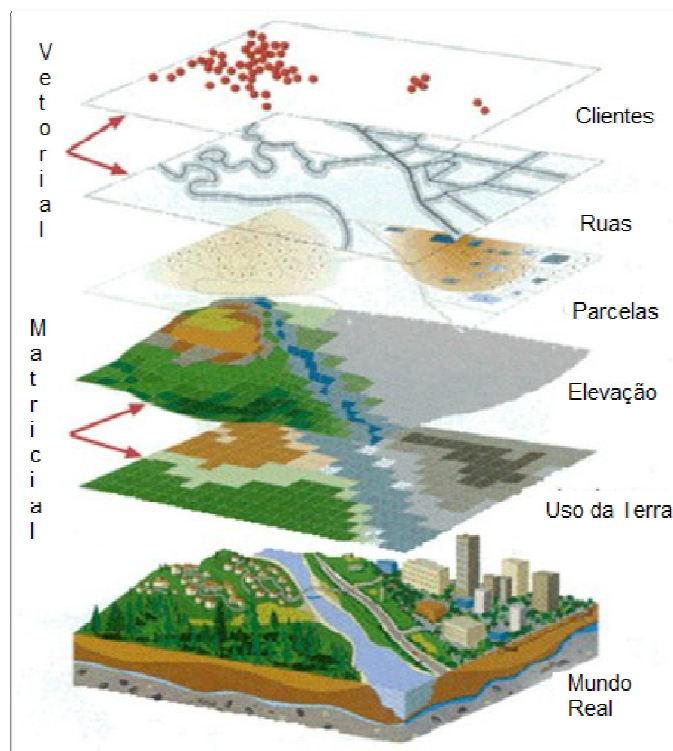 Vetorial
Clientes
Ruas
Parcelas
Matricial
Elevação
Uso da Terra
Mundo
Real